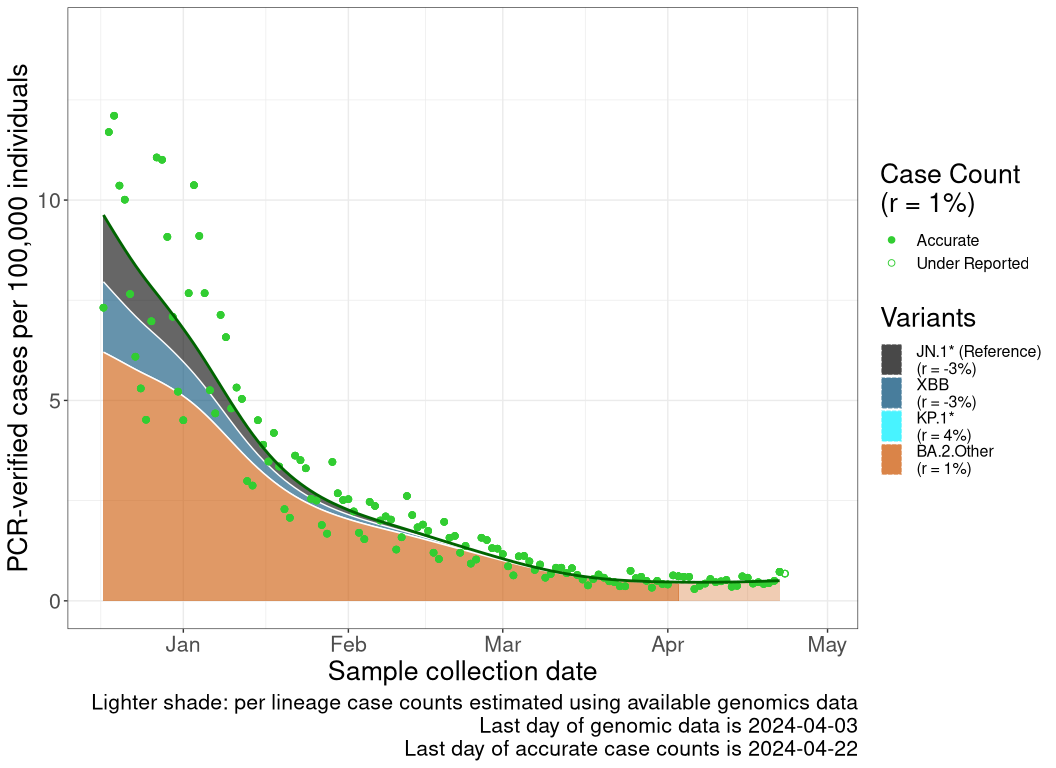 PCR-verified cases per 100,000 individuals
10
5
0
Jan Feb Mar Apr May
Sample collection date
Lighter shade: per lineage case counts estimated using available genomics data
Last day of genomic data is 2024-04-03
Last day of accurate case counts is 2024-04-22
Case Count
(r = 1%)
Accurate
Under Reported
Variants
JN.1* (Reference)
(r = -3%)
XBB
(r = -3%)
KP.1*
(r = 4%)
BA.2.Other
(r = 1%)